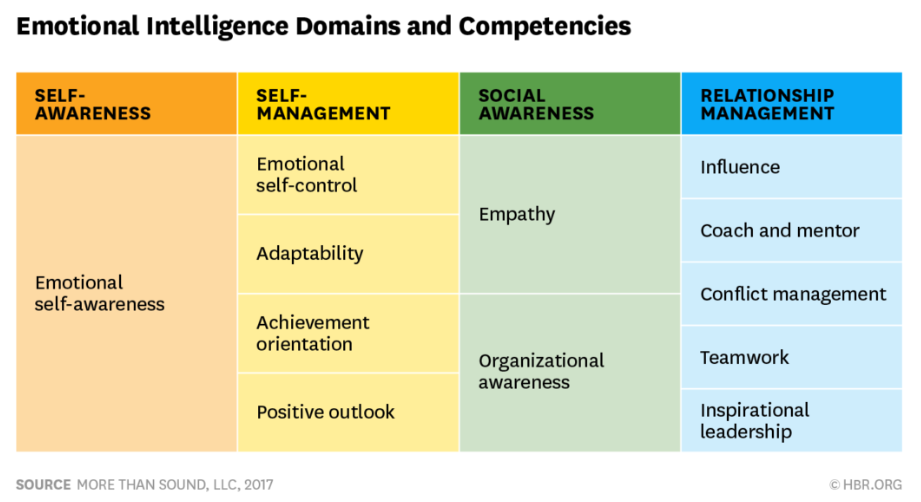 Emotional Intelligence Domains and Competencies
SELF-
AWARENESS
SELF-
MANAGEMENT
SOCIAL
AWARENESS
RELATIONSHIP
MANAGEMENT
Emotional
self-awareness
Emotional
self-control
Adaptability
Achievement
orientation
Positive outlook
Empathy
Organizational
awareness
Influence
Coach and mentor
Conflict management
Teamwork
Inspirational
leadership
SOURCE MORE THAN SOUND, LLC, 2017
© HBR.ORG